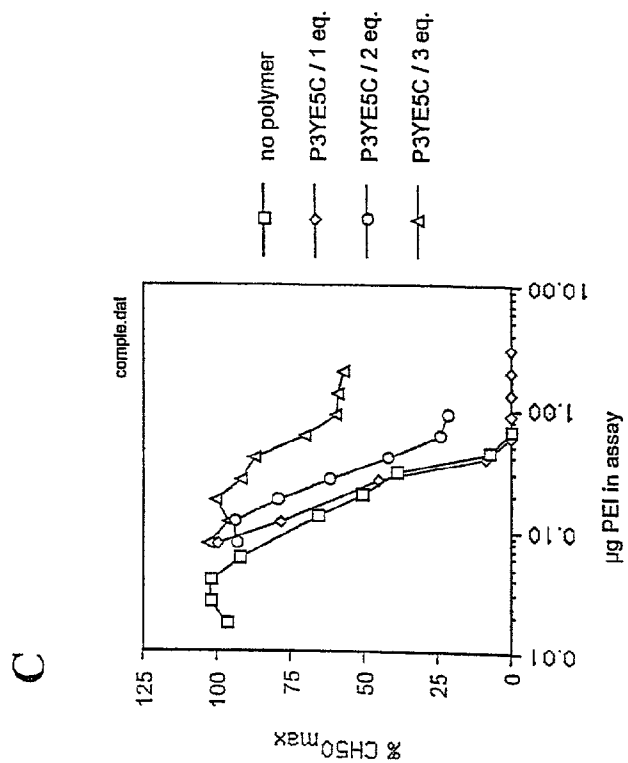 C
comple.dat
% CH50max
125
100
75
50
25
0
0.01
0.10
1.00
10.00
µg PEI in assay
no polymer
P3YE5C / 1 eq.
P3YE5C / 2 eq.
P3YE5C / 3 eq.